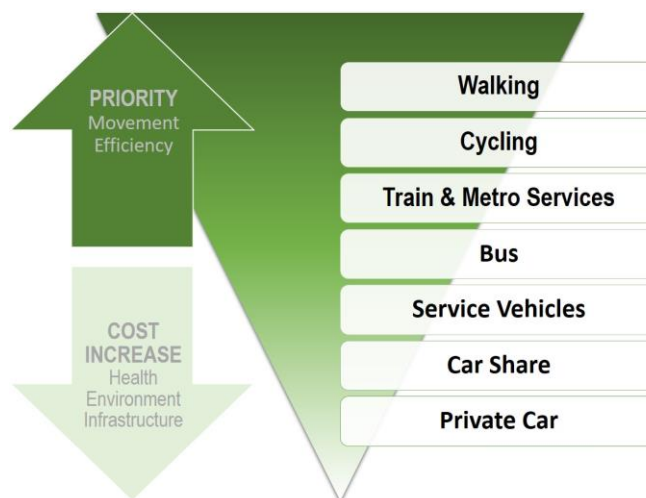 PRIORITY
Movement
Efficiency
COST
INCREASE
Health
Environment
Infrastructure
Walking
Cycling
Train & Metro Services
Bus
Service Vehicles
Car Share
Private Car